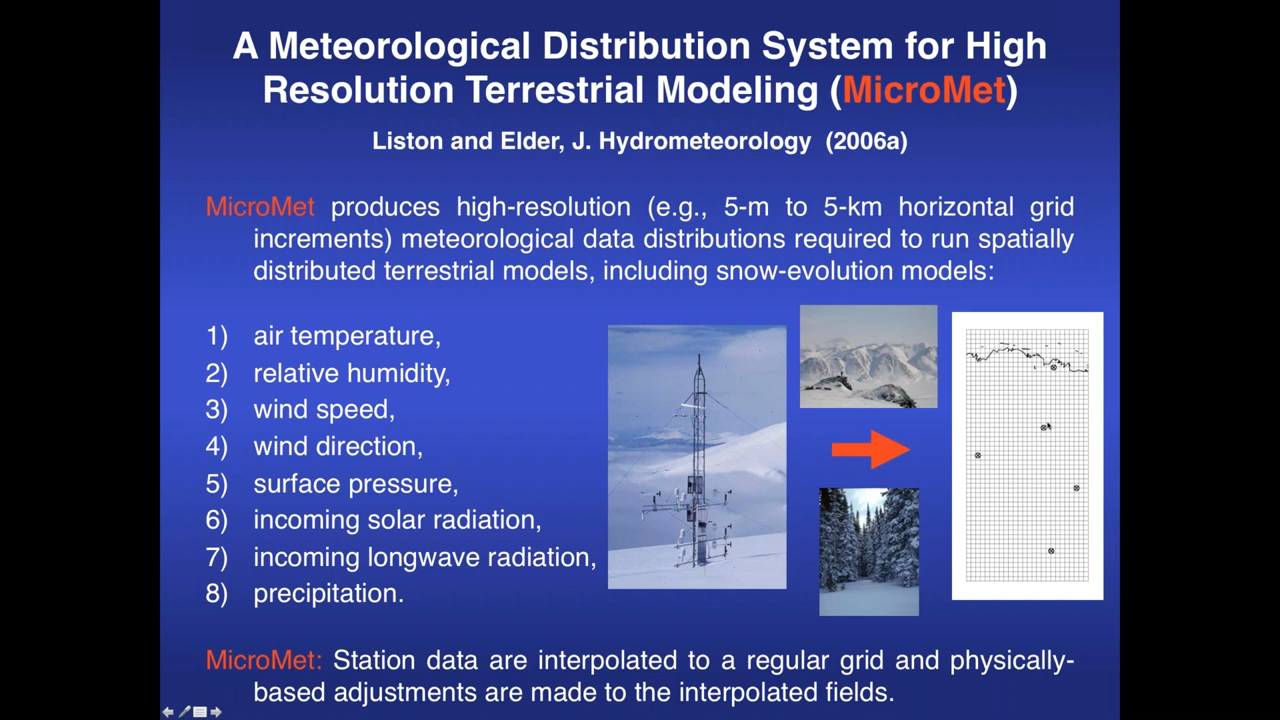 A Meteorological Distribution System for High
Resolution Terrestrial Modeling (MicroMet)
Liston and Elder, J. Hydrometeorology (2006a)
MicroMet produces high-resolution (e.g., 5-m to 5-km horizontal grid
increments) meteorological data distributions required to run spatially
distributed terrestrial models, including snow-evolution models:
1) air temperature,
2) relative humidity,
3) wind speed,
4) wind direction,
5) surface pressure,
6) incoming solar radiation,
7) incoming longwave radiation,
8) precipitation.
MicroMet: Station data are interpolated to a regular grid and physically-
based adjustments are made to the interpolated fields.